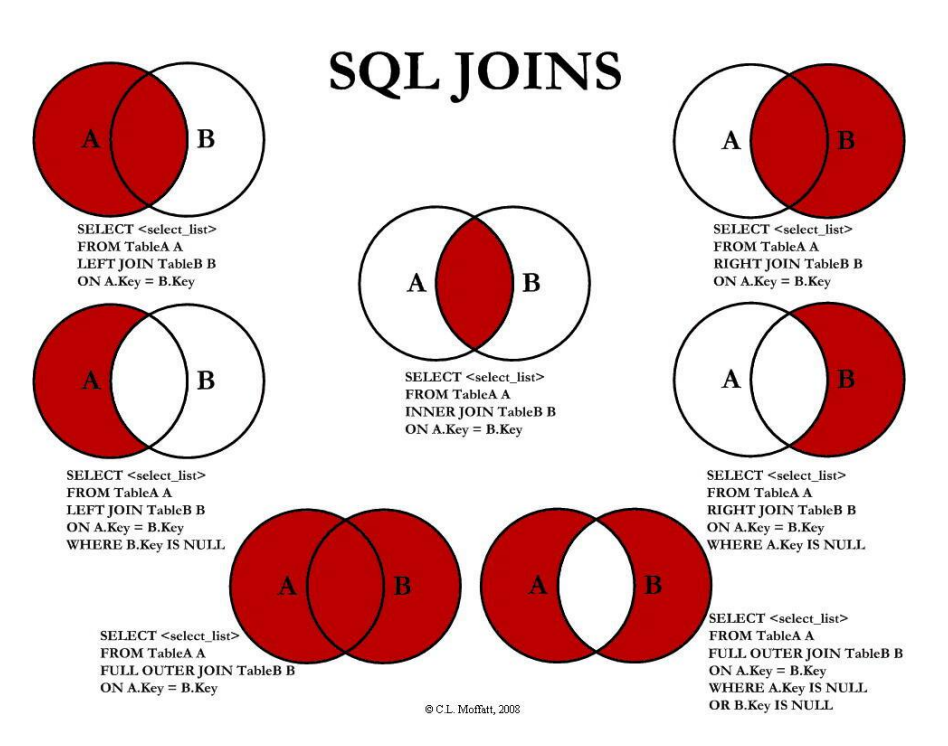 SQL JOINS
A B
SELECT <select_list>
FROM TableA A
LEFT JOIN TableB B
ON A.Key = B.Key
A B
SELECT <select_list>
FROM TableA A
RIGHT JOIN TableB B
ON A.Key = B.Key
A B
SELECT <select_list>
FROM TableA A
INNER JOIN TableB B
ON A.Key = B.Key
A B
SELECT <select_list>
FROM TableA A
LEFT JOIN TableB B
ON A.Key = B.Key
WHERE B.Key IS NULL
A B
SELECT <select_list>
FROM TableA A
RIGHT JOIN TableB B
ON A.Key = B.Key
WHERE A.Key IS NULL
A B
SELECT <select_list>
FROM TableA A
FULL OUTER JOIN TableB B
ON A.Key = B.Key
A B
SELECT <select_list>
FROM TableA A
FULL OUTER JOIN TableB B
ON A.Key = B.Key
WHERE A.Key IS NULL
OR B.Key IS NULL
© C.L. Moffatt, 2008